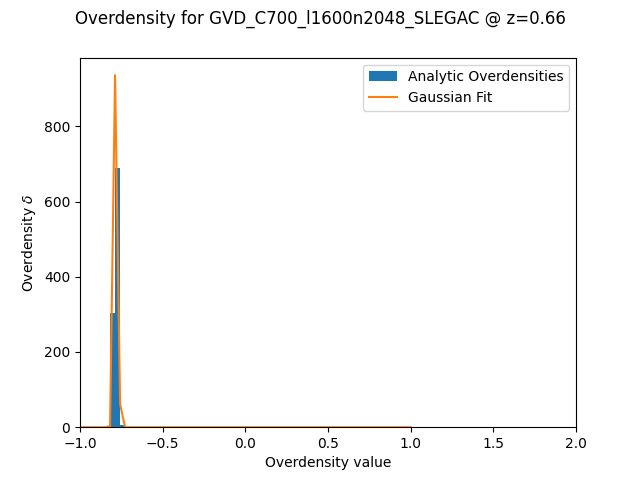 Overdensity for GVD_C700_l1600n2048_SLEGAC @ z=0.66
Analytic Overdensities
Gaussian Fit
Overdensity δ
800
600
400
200
0
−1.0 −0.5 0.0 0.5 1.0 1.5 2.0
Overdensity value